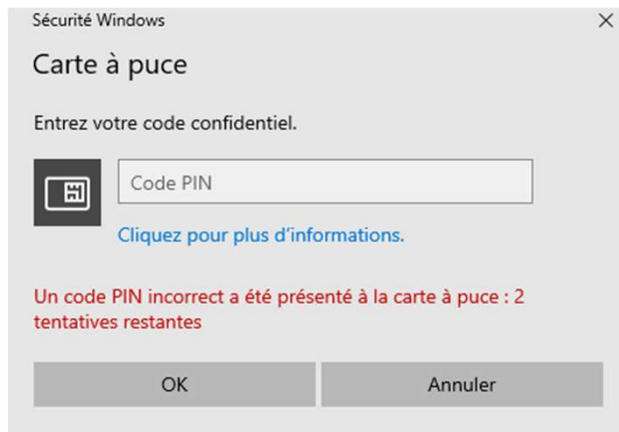 Sécurité Windows
Carte à puce
Entrez votre code confidentiel.
Code PIN
Cliquez pour plus d'informations.
Un code PIN incorrect a été présenté à la carte à puce : 2
tentatives restantes
OK
Annuler